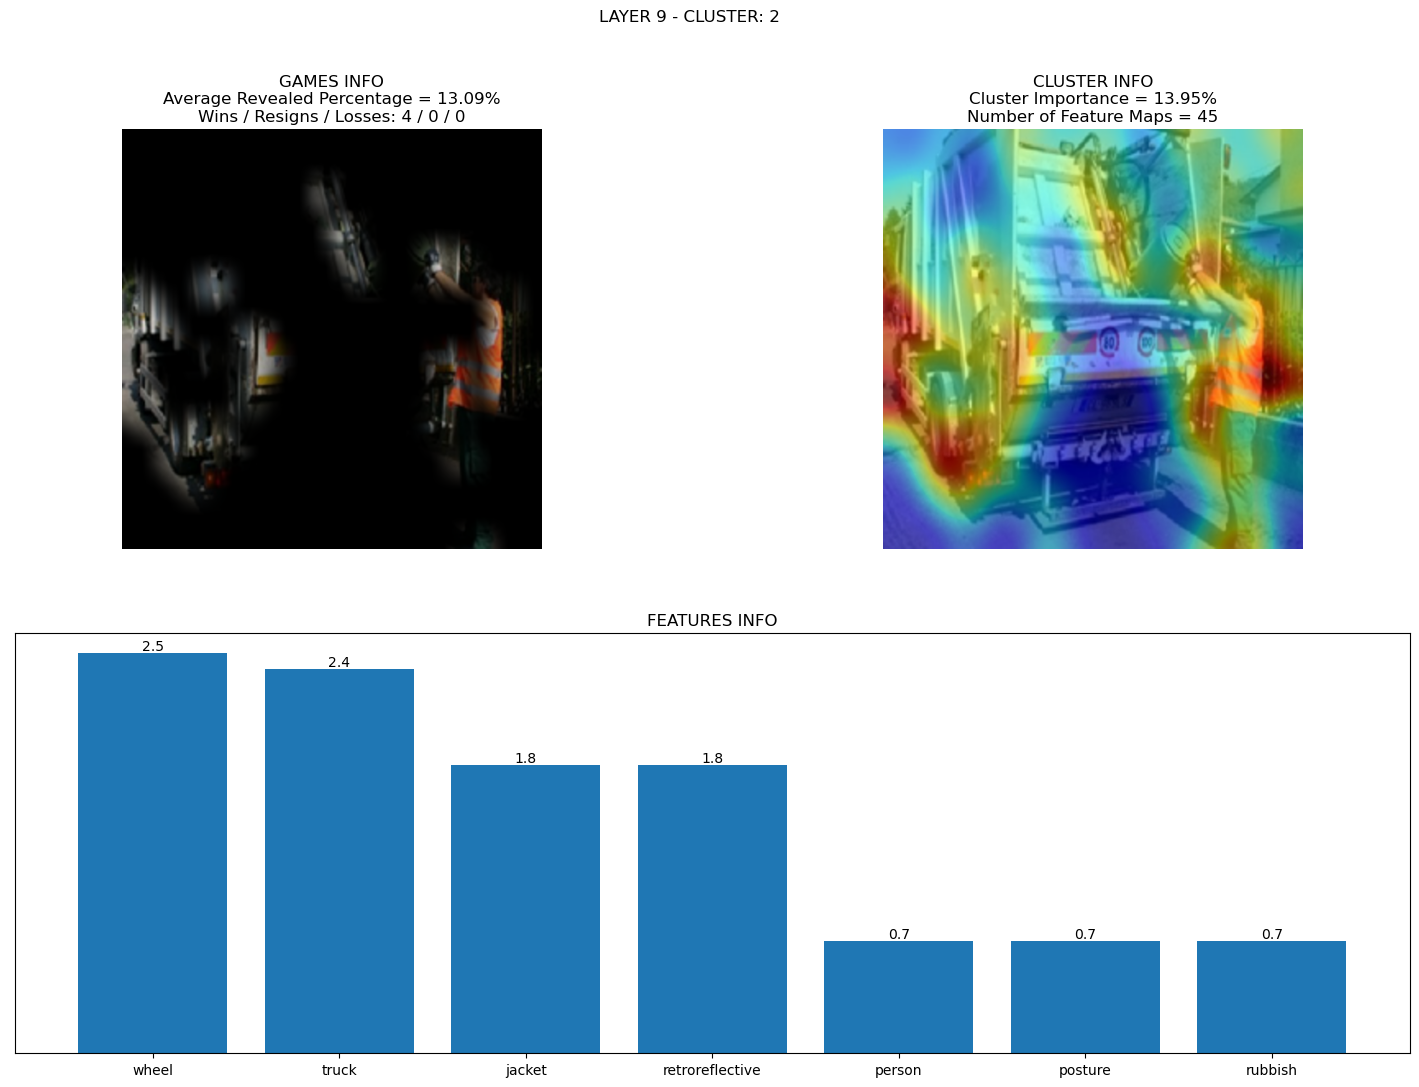 LAYER 9 - CLUSTER: 2
GAMES INFO
Average Revealed Percentage = 13.09%
Wins / Resigns / Losses: 4 / 0 / 0
CLUSTER INFO
Cluster Importance = 13.95%
Number of Feature Maps = 45
FEATURES INFO
2.5
2.4
1.8
1.8
0.7
0.7
0.7
wheel
truck
jacket
retroreflective
person
posture
rubbish